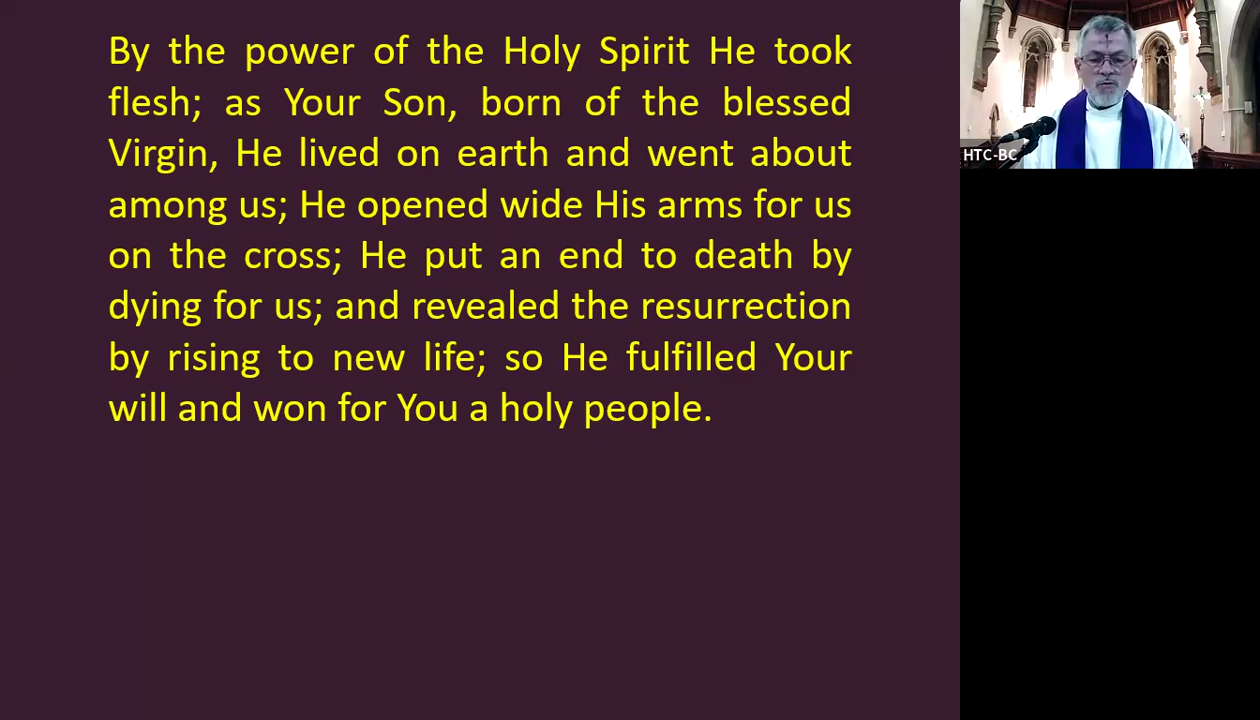 By the power of the Holy Spirit He took
flesh; as Your Son, born of the blessed
Virgin, He lived on earth and went about
among us; He opened wide His arms for us
on the cross; He put an end to death by
dying for us; and revealed the resurrection
by rising to new life; so He fulfilled Your
will and won for You a holy people.
HTC-BC